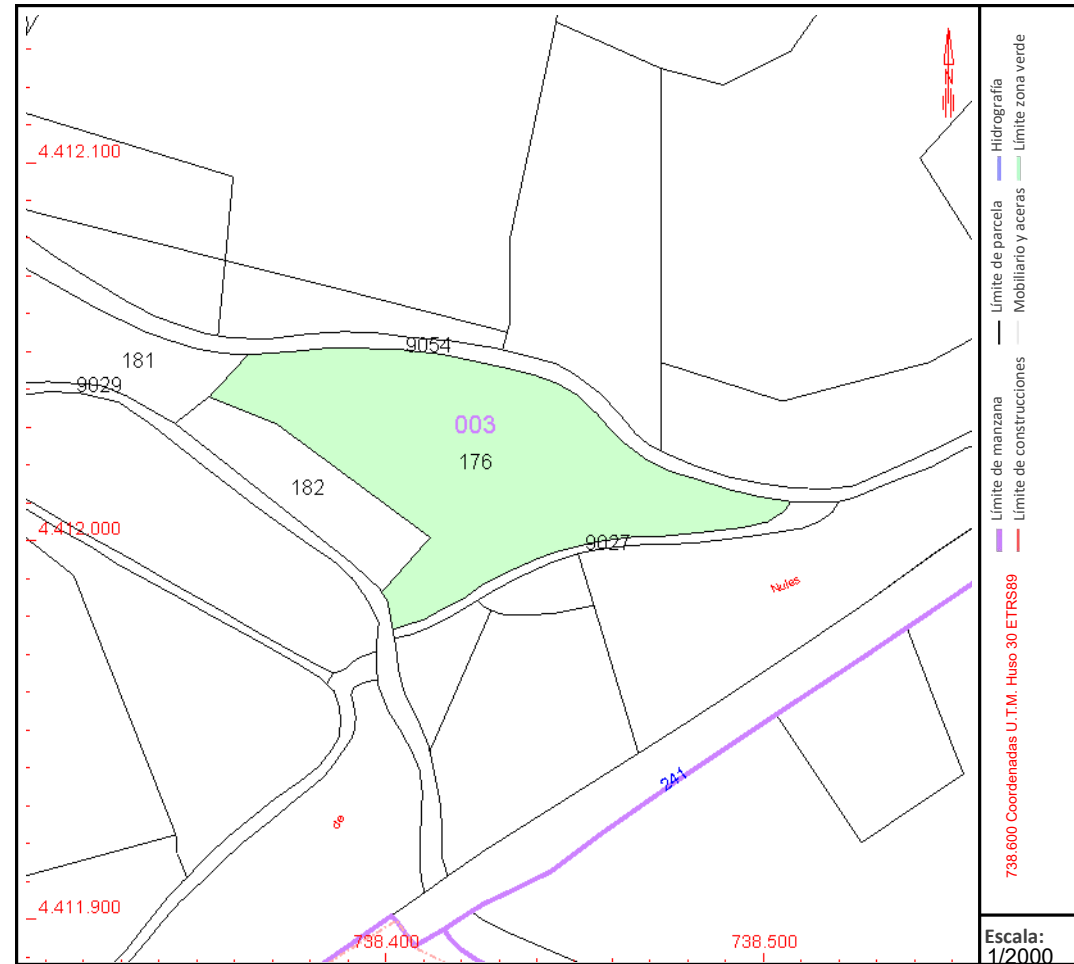 4.412.100
9054
181
9029
003
176
182
4.412.000
9027
Nules
241
de
4.411.900
738.400
738.500
N
Hidrografía
Límite zona verde
Límite de parcela
Mobiliario y aceras
Límite de manzana
Límite de construcciones
738.600 Coordenadas U.T.M. Huso 30 ETRS89
Escala:
1/2000